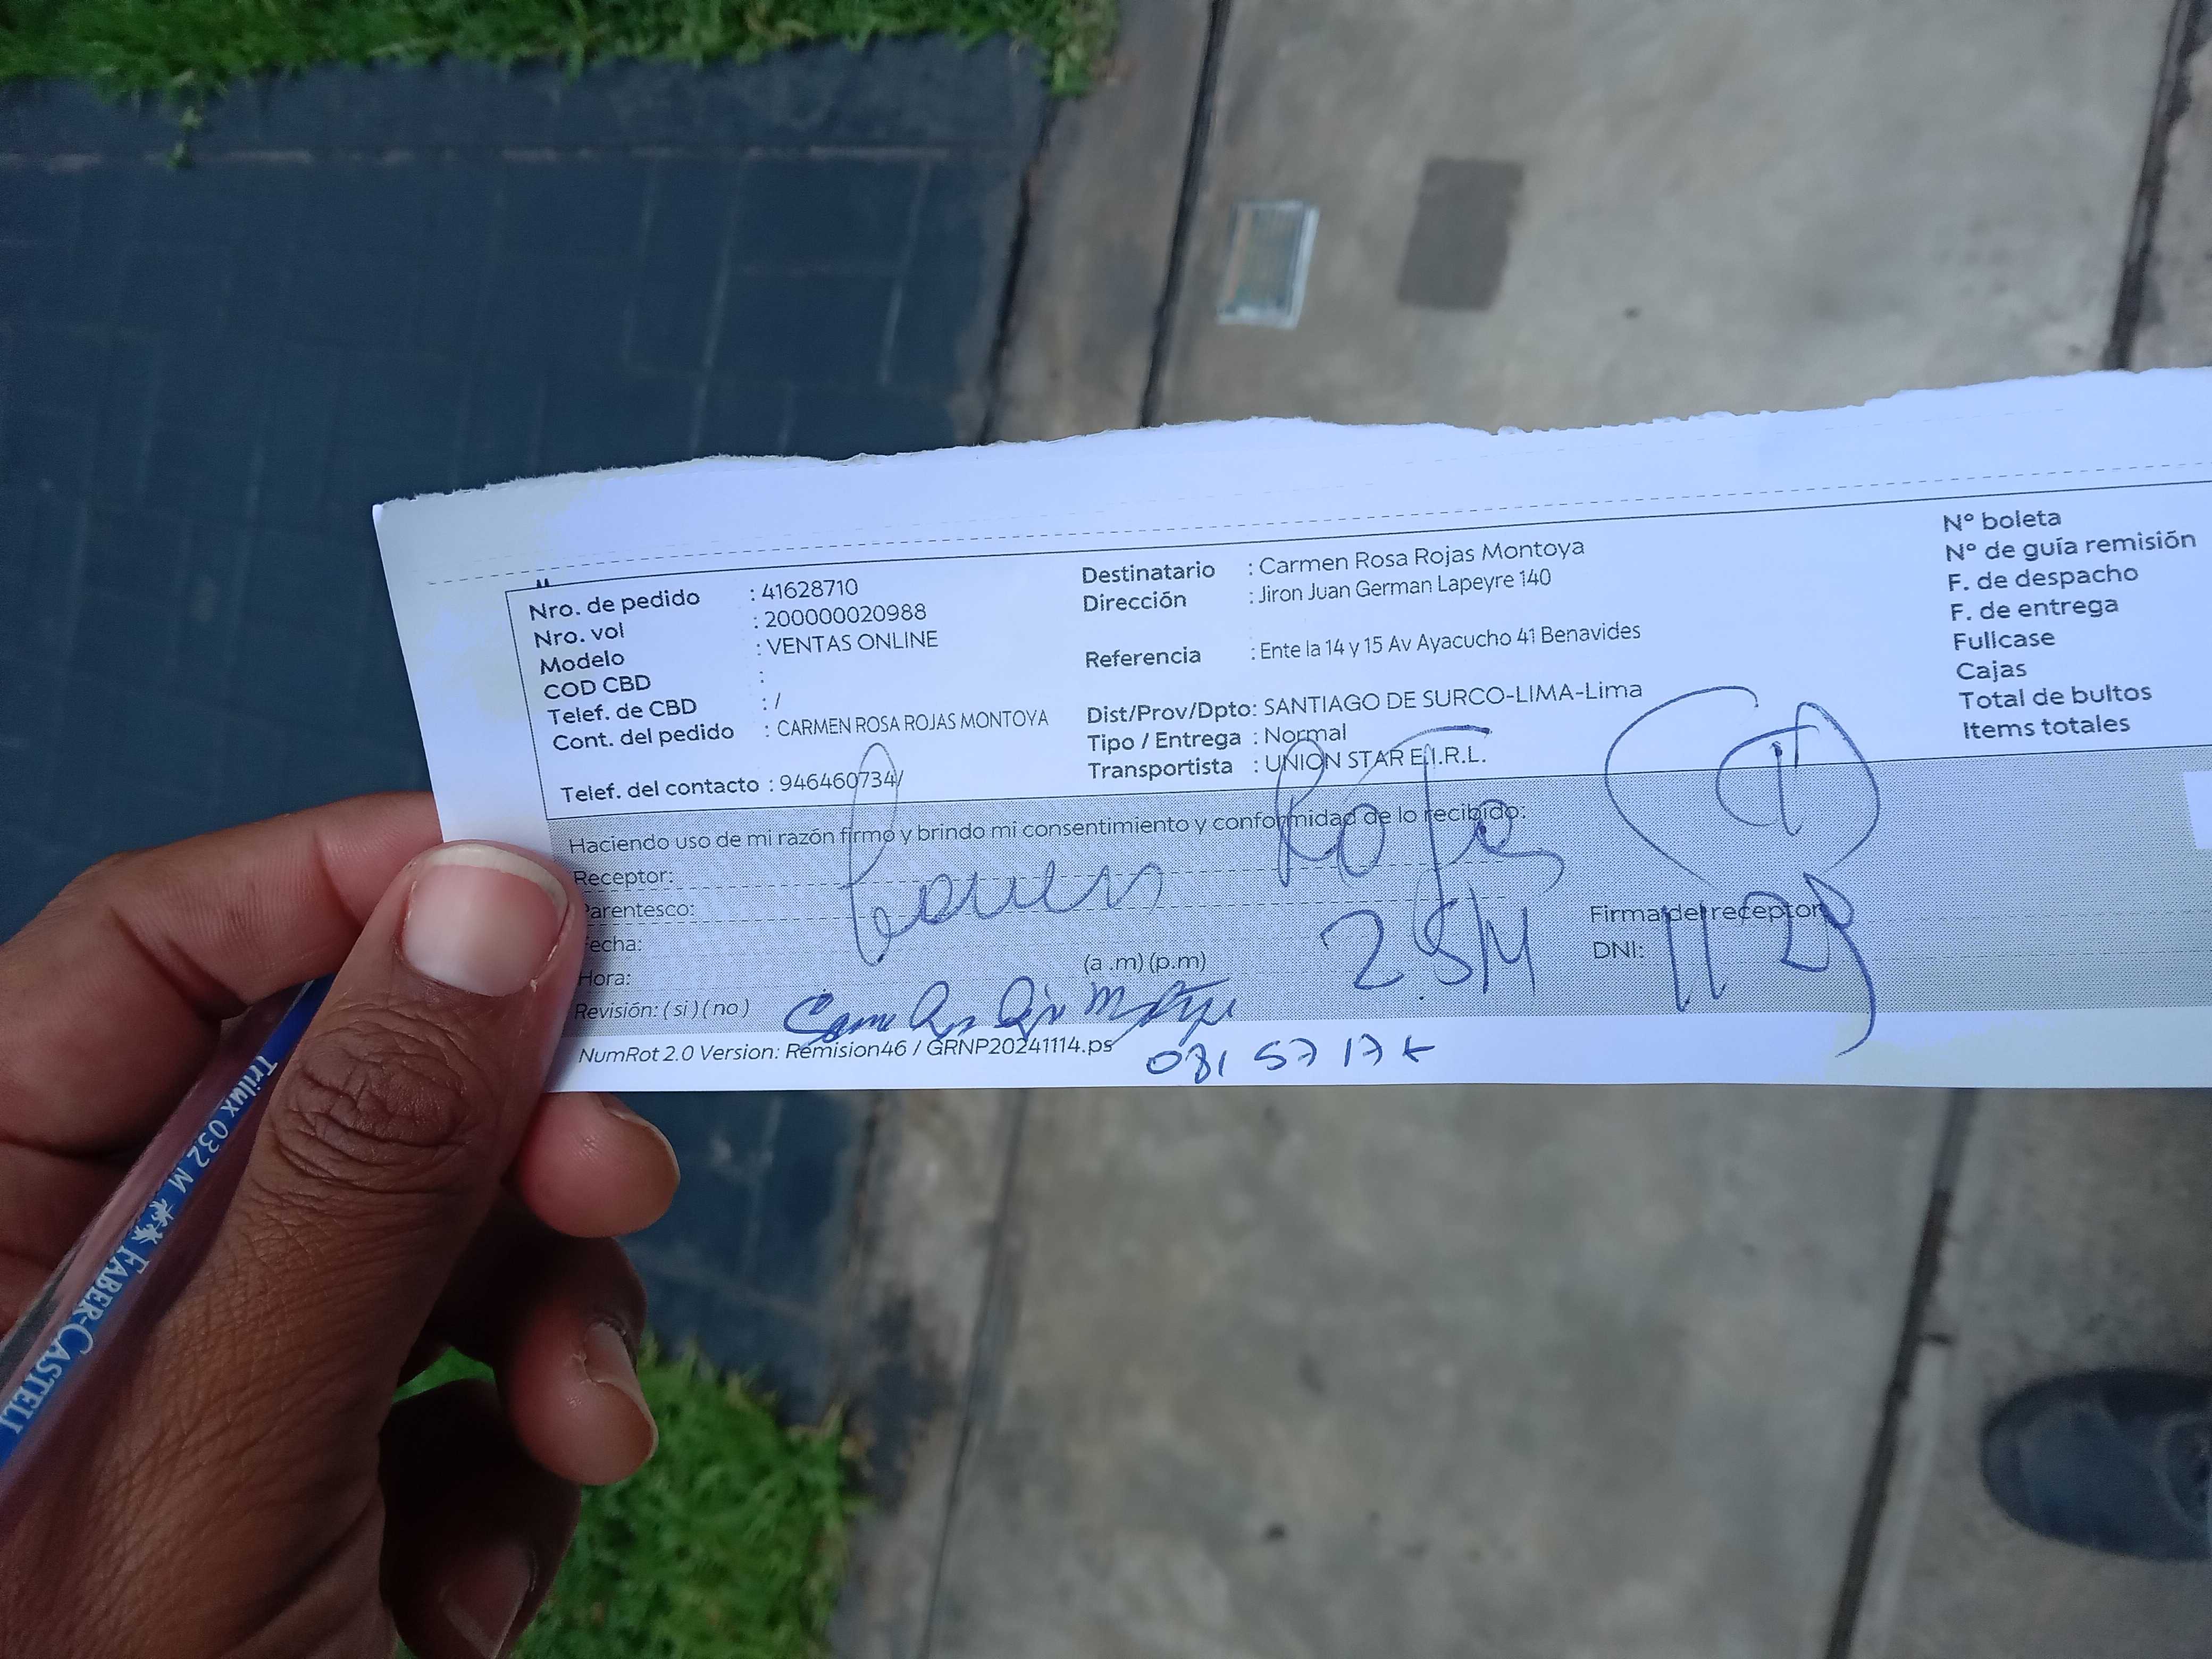 Nro. de pedido : 41628710
Nro. vol : 200000020988
Modelo : VENTAS ONLINE
COD CBD :
Telef. de CBD : /
Cont. del pedido : CARMEN ROSA ROJAS MONTOYA
Telef. del contacto : 946460734/
Destinatario : Carmen Rosa Rojas Montoya
Dirección : Jiron Juan German Lapeyre 140
Referencia : Ente la 14 y 15 Av Ayacucho 41 Benavides
Dist/Prov/Dpto: SANTIAGO DE SURCO-LIMA-Lima
Tipo / Entrega : Normal
Transportista : UNION STAR E.I.R.L.
N° boleta
N° de guía remisión
F. de despacho
F. de entrega
Fullcase
Cajas
Total de bultos
Items totales
Haciendo uso de mi razón firmo y brindo mi consentimiento y conformidad de lo recibido:
Receptor:
Parentesco:
Fecha:
Hora: (a .m) (p.m)
Revisión: ( si ) ( no )
Firma del receptor
DNI:
NumRot 2.0 Version: Remision46 / GRNP20241114.ps
Trilux 032 M FABER-CASTELL